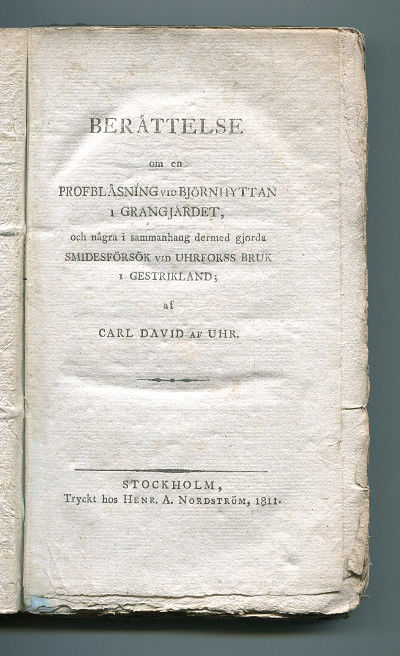 BERÄTTELSE
om en
PROFBLÅSNING VID BJÖRNHYTTAN
I GRANGJÄRDET,
och några i sammanhang dermed gjorda
SMIDESFÖRSÖK VID UHRFORSS BRUK
I GESTRIKLAND;
af
CARL DAVID AF UHR.
STOCKHOLM,
Tryckt hos HENR. A. NORDSTRÖM, 1811.